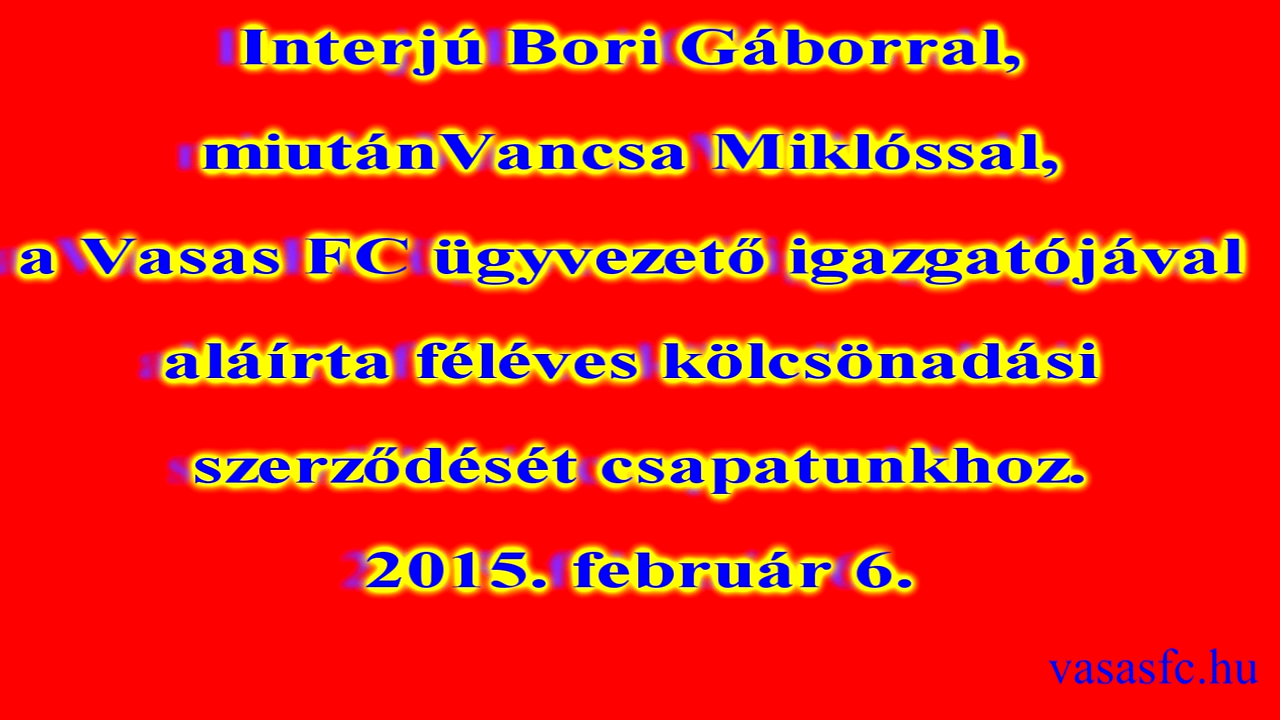 Interjú Bori Gáborral,
miutánVancsa Miklóssal,
a Vasas FC ügyvezető igazgatójával
aláírta féléves kölcsönadási
szerződését csapatunkhoz.
2015. február 6.
vasasfc.hu